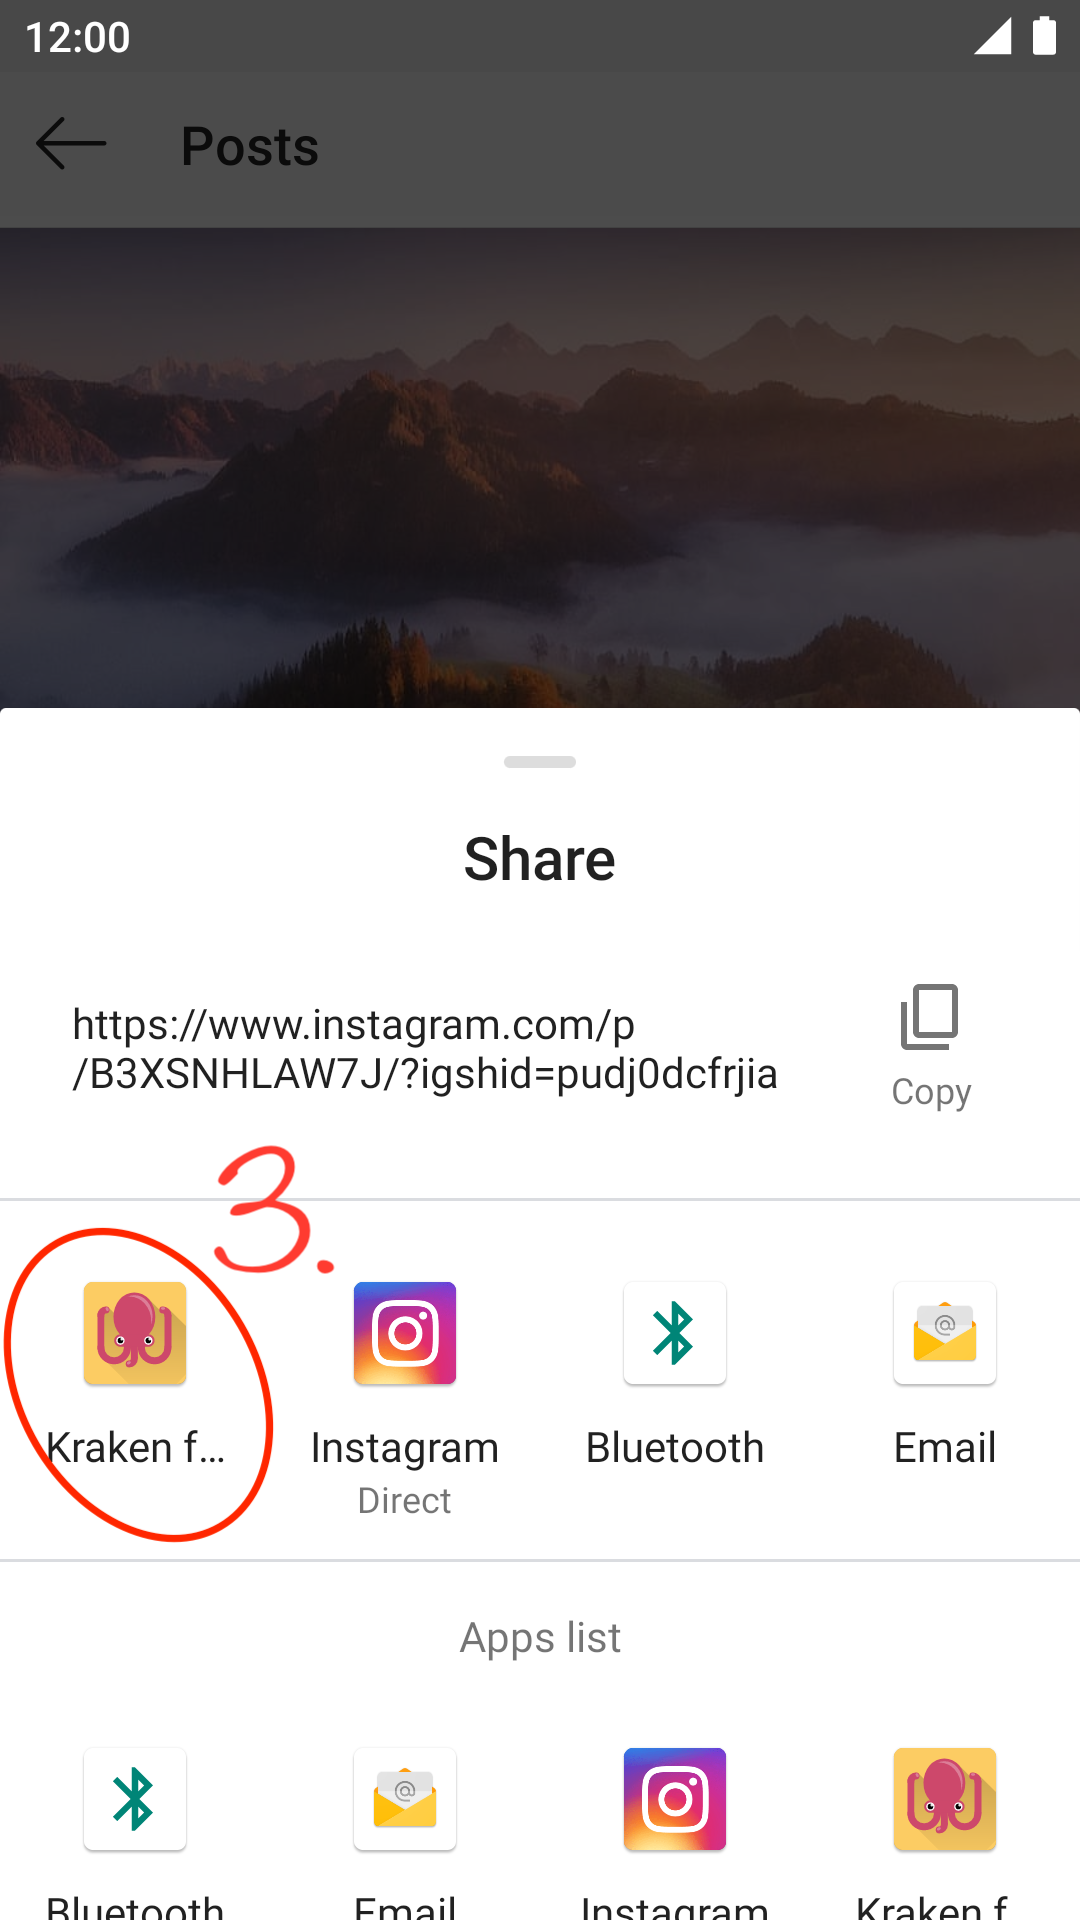 12:00
Posts
Share
https://www.instagram.com/p
/B3XSNHLAW7J/?igshid=pudj0dcfrjia
Copy
3.
Kraken f...
Instagram
Direct
Bluetooth
Email
Apps list
Bluetooth
Email
Instagram
Kraken f